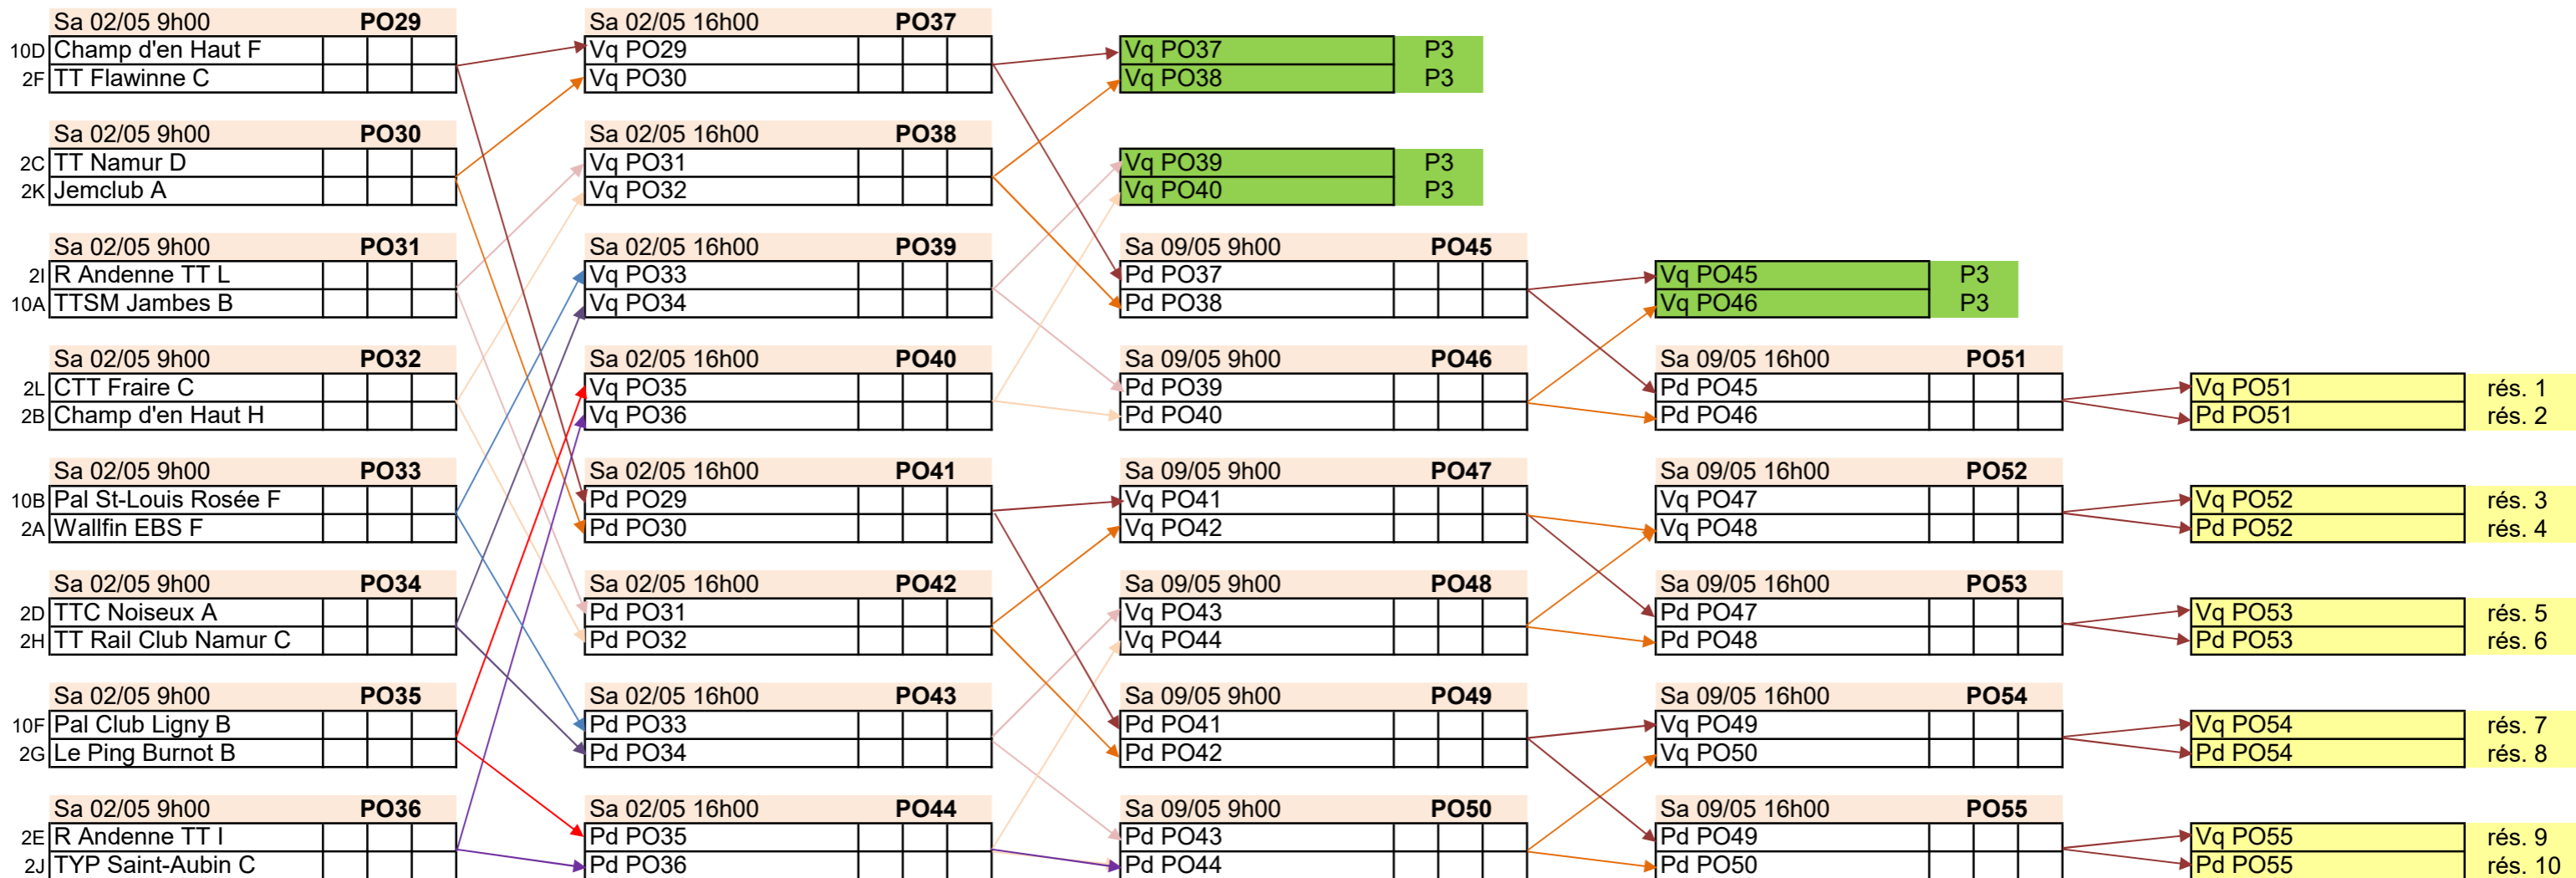 Sa 02/05 9h00 PO29 Sa 02/05 16h00 PO37
10D Champ d'en Haut F Vq PO29 Vq PO37 P3
2F TT Flawinne C Vq PO30 Vq PO38 P3
Sa 02/05 9h00 PO30 Sa 02/05 16h00 PO38
2C TT Namur D Vq PO31 Vq PO39 P3
2K Jemclub A Vq PO32 Vq PO40 P3
Sa 02/05 9h00 PO31 Sa 02/05 16h00 PO39 Sa 09/05 9h00 PO45
2I R Andenne TT L Vq PO33 Pd PO37 Vq PO45 P3
10A TTSM Jambes B Vq PO34 Pd PO38 Vq PO46 P3
Sa 02/05 9h00 PO32 Sa 02/05 16h00 PO40 Sa 09/05 9h00 PO46 Sa 09/05 16h00 PO51
2L CTT Fraire C Vq PO35 Pd PO39 Pd PO45 Vq PO51 rés. 1
2B Champ d'en Haut H Vq PO36 Pd PO40 Pd PO46 Pd PO51 rés. 2
Sa 02/05 9h00 PO33 Sa 02/05 16h00 PO41 Sa 09/05 9h00 PO47 Sa 09/05 16h00 PO52
10B Pal St-Louis Rosée F Pd PO29 Vq PO41 Vq PO47 Vq PO52 rés. 3
2A Wallfin EBS F Pd PO30 Vq PO42 Vq PO48 Pd PO52 rés. 4
Sa 02/05 9h00 PO34 Sa 02/05 16h00 PO42 Sa 09/05 9h00 PO48 Sa 09/05 16h00 PO53
2D TTC Noiseux A Pd PO31 Vq PO43 Pd PO47 Vq PO53 rés. 5
2H TT Rail Club Namur C Pd PO32 Vq PO44 Pd PO48 Pd PO53 rés. 6
Sa 02/05 9h00 PO35 Sa 02/05 16h00 PO43 Sa 09/05 9h00 PO49 Sa 09/05 16h00 PO54
10F Pal Club Ligny B Pd PO33 Pd PO41 Vq PO49 Vq PO54 rés. 7
2G Le Ping Burnot B Pd PO34 Pd PO42 Vq PO50 Pd PO54 rés. 8
Sa 02/05 9h00 PO36 Sa 02/05 16h00 PO44 Sa 09/05 9h00 PO50 Sa 09/05 16h00 PO55
2E R Andenne TT I Pd PO35 Pd PO43 Pd PO49 Vq PO55 rés. 9
2J TYP Saint-Aubin C Pd PO36 Pd PO44 Pd PO50 Pd PO55 rés. 10